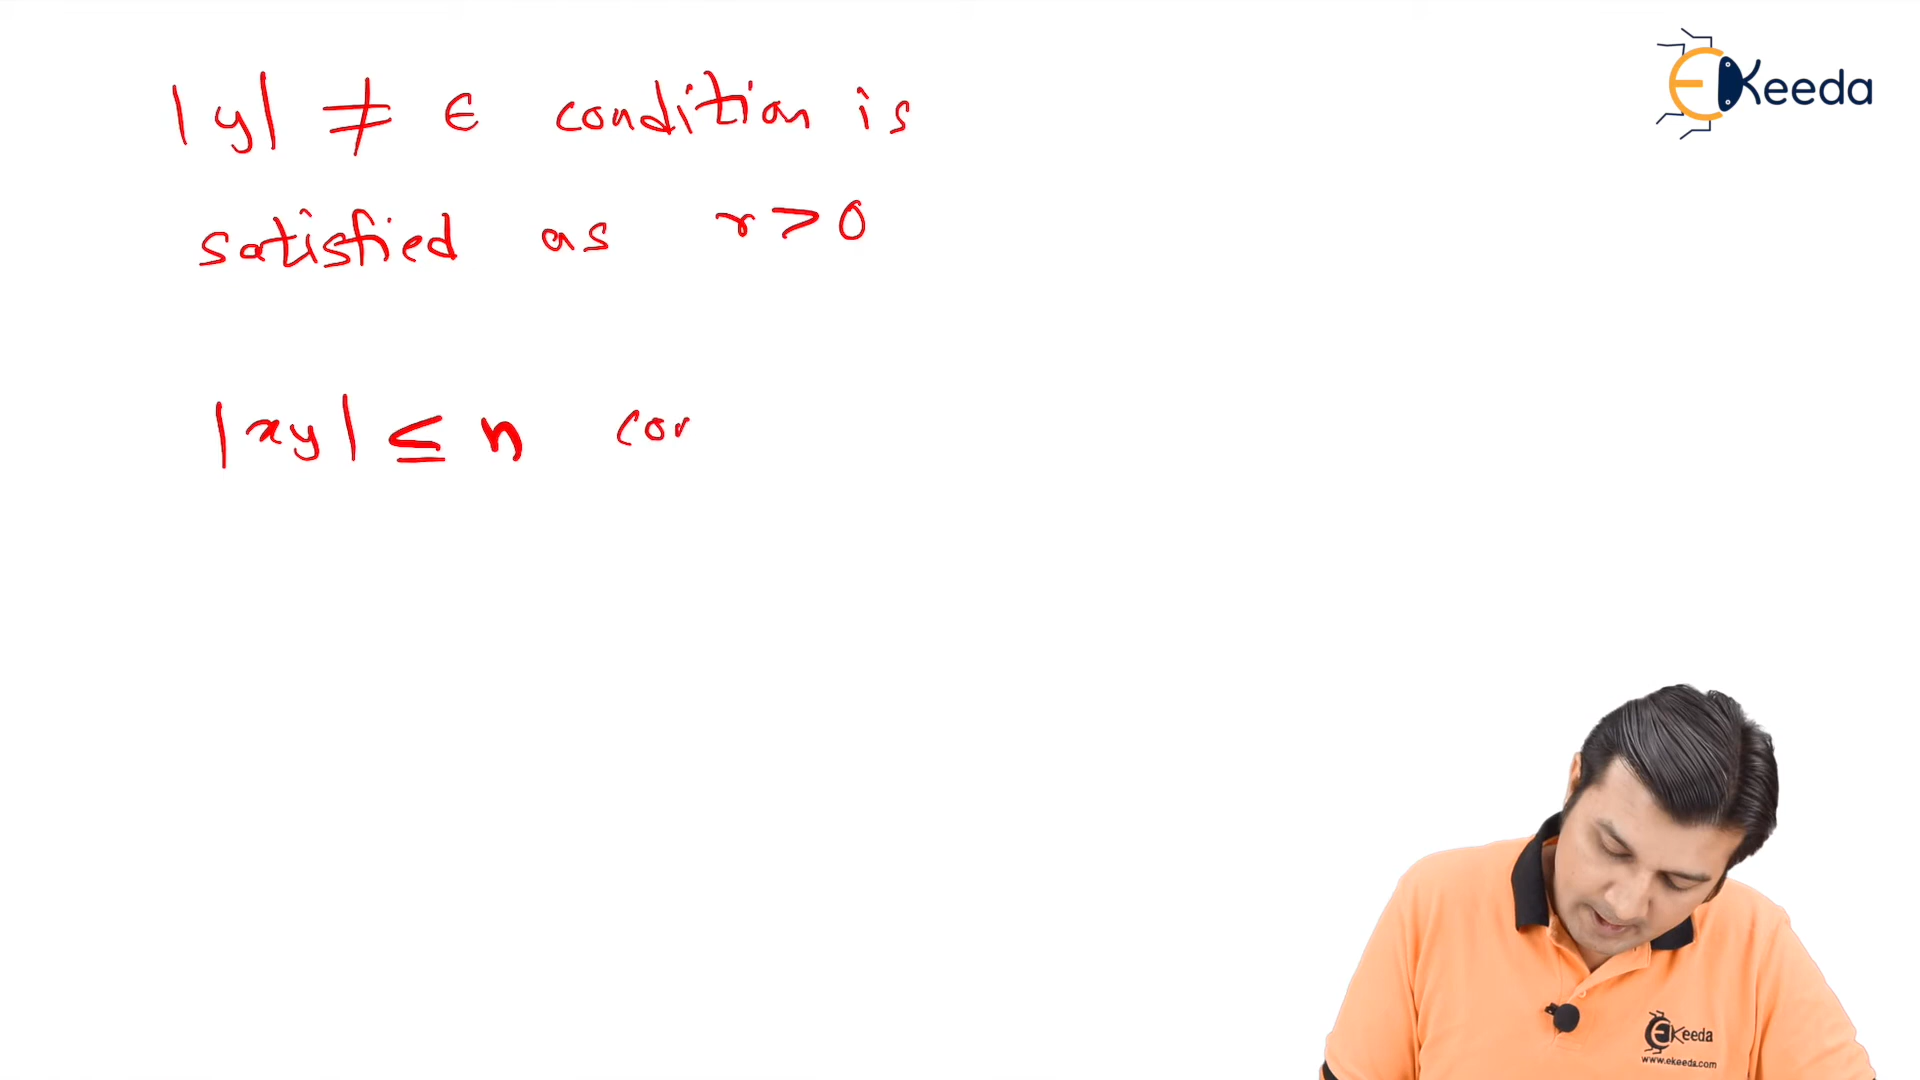 EKeeda
|y| ≠ ϵ condition is
satisfied as r > 0
|xy| ≤ n cor
EKeeda
www.ekeeda.com